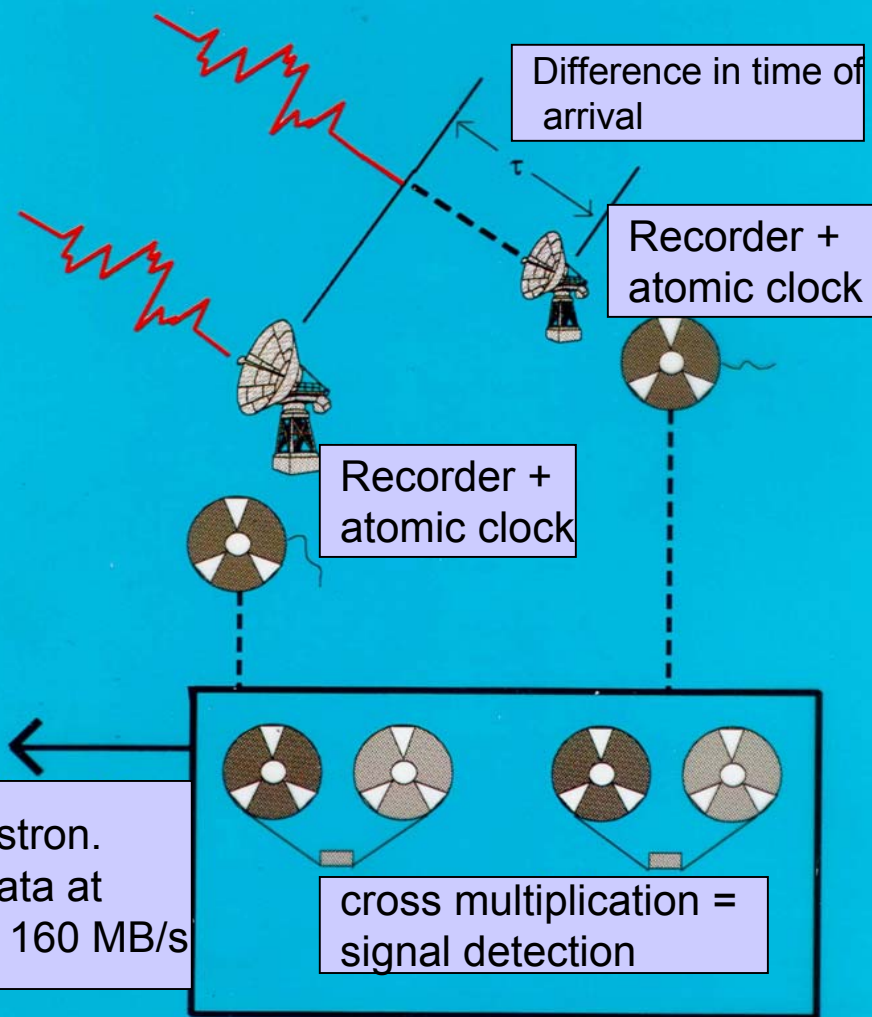 Difference in time of
arrival
τ
Recorder +
atomic clock
Recorder +
atomic clock
stron.
ata at
160 MB/s
cross multiplication =
signal detection